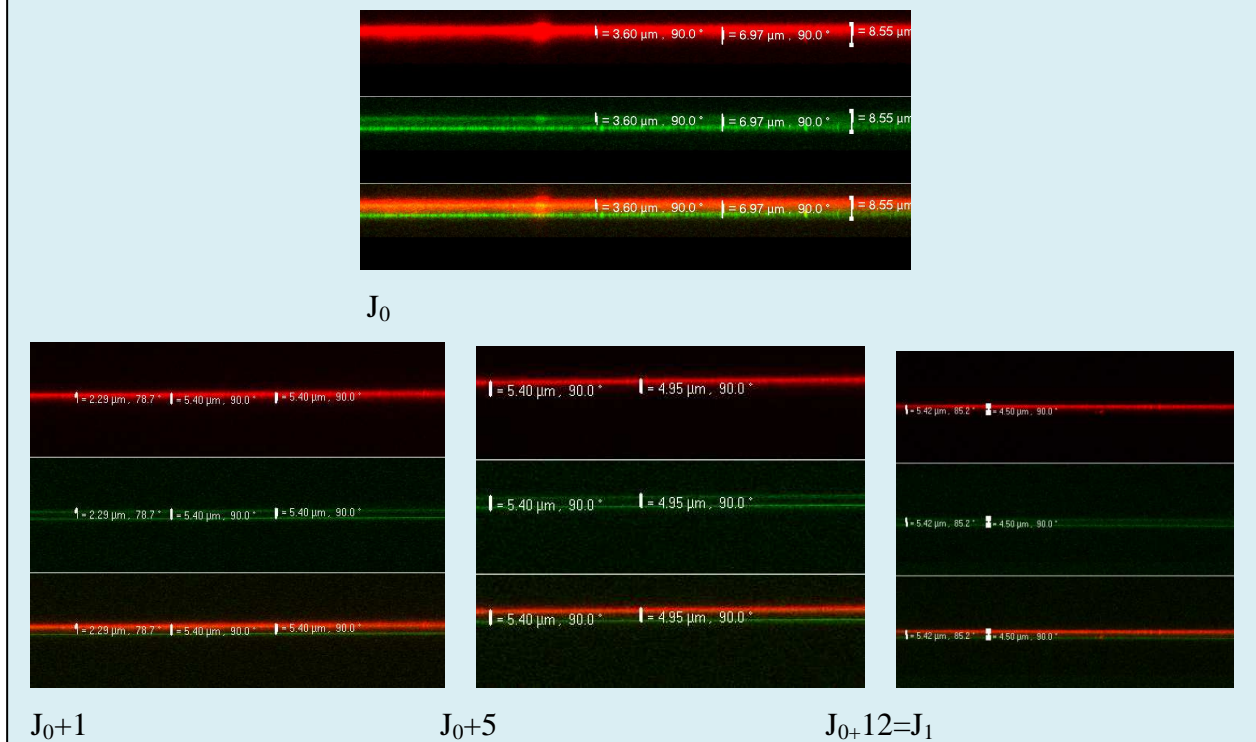 l = 3.60 µm , 90.0 ° l = 6.97 µm , 90.0 ° = 8.55 µm
l = 3.60 µm , 90.0 ° l = 6.97 µm , 90.0 ° = 8.55 µm
l = 3.60 µm , 90.0 ° l = 6.97 µm , 90.0 ° = 8.55 µm
J₀
l = 2.29 µm , 78.7 ° l = 5.40 µm , 90.0 ° = 5.40 µm , 90.0 °
l = 2.29 µm , 78.7 ° l = 5.40 µm , 90.0 ° = 5.40 µm , 90.0 °
l = 2.29 µm , 78.7 ° l = 5.40 µm , 90.0 ° = 5.40 µm , 90.0 °
l = 5.40 µm , 90.0 ° l = 4.95 µm , 90.0 °
l = 5.40 µm , 90.0 ° l = 4.95 µm , 90.0 °
l = 5.40 µm , 90.0 ° l = 4.95 µm , 90.0 °
l = 5.42 µm , 85.2 ° = 4.50 µm , 90.0 °
l = 5.42 µm , 85.2 ° = 4.50 µm , 90.0 °
l = 5.42 µm , 85.2 ° = 4.50 µm , 90.0 °
J₀+1 J₀+5 J₀₊12=J₁